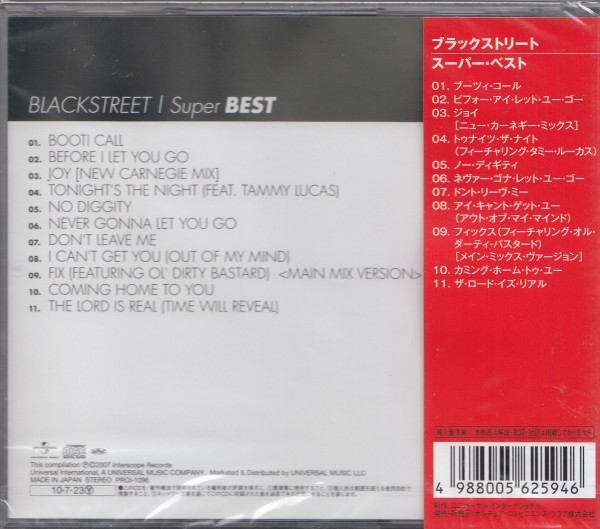 BLACKSTREET | Super BEST
01. BOOTI CALL
02. BEFORE I LET YOU GO
03. JOY [NEW CARNEGIE MIX]
04. TONIGHT'S THE NIGHT (FEAT. TAMMY LUCAS)
05. NO DIGGITY
06. NEVER GONNA LET YOU GO
07. DON'T LEAVE ME
08. I CAN'T GET YOU (OUT OF MY MIND)
09. FIX (FEATURING OL' DIRTY BASTARD) <MAIN MIX VERSION>
10. COMING HOME TO YOU
11. THE LORD IS REAL (TIME WILL REVEAL)
UNIVERSAL
This compilation ℗©2007 Interscope Records
Universal International, A UNIVERSAL MUSIC COMPANY. Marketed & Distributed by UNIVERSAL MUSIC LLC
MADE IN JAPAN STEREO PROI-1096
10-7-23Ⓨ
ブラックストリート
スーパー・ベスト
01. ブーツィ・コール
02. ビフォー・アイ・レッド・ユー・ゴー
03. ジョイ
[ニュー・カーネギー・ミックス]
04. トゥナイツ・ザ・ナイト
(フィーチャリング・タミー・ルーカス)
05. ノー・ディギティ
06. ネヴァー・ゴナ・レット・ユー・ゴー
07. ドント・リーヴ・ミー
08. アイ・キャント・ゲット・ユー
(アウト・オブ・マイ・マインド)
09. フィックス(フィーチャリング・オル・
ダーティ・バスタード)
[メイン・ミックス・ヴァージョン]
10. カミング・ホーム・トゥ・ユー
11. ザ・ロード・イズ・リアル
4 988005 625946